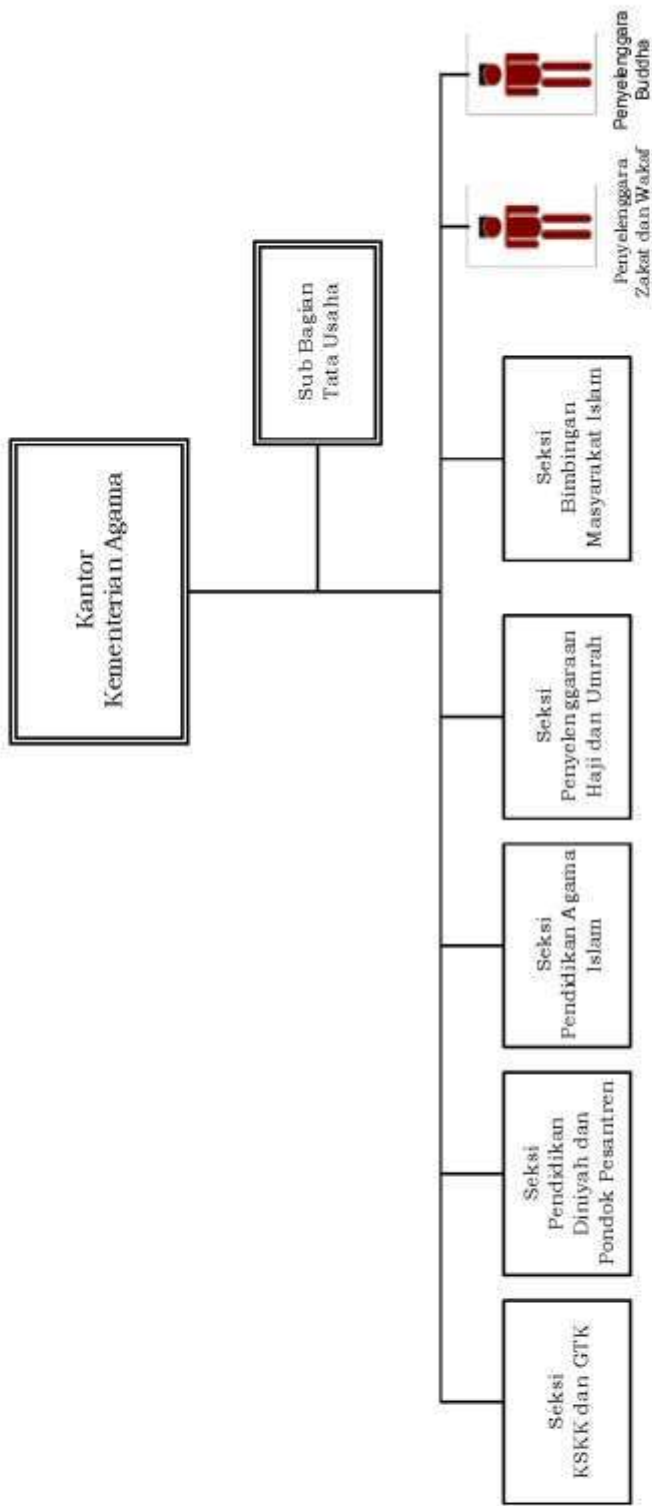 Kantor
Kementerian Agama
Sub Bagian
Tata Usaha
Seksi
KSKK dan GTK
Seksi
Pendidikan
Diniyah dan
Pondok Pesantren
Seksi
Pendidikan Agama
Islam
Seksi
Penyelenggaraan
Haji dan Umrah
Seksi
Bimbingan
Masyarakat Islam
Penyelenggara
Zakat dan Wakaf
Penyelenggara
Buddha